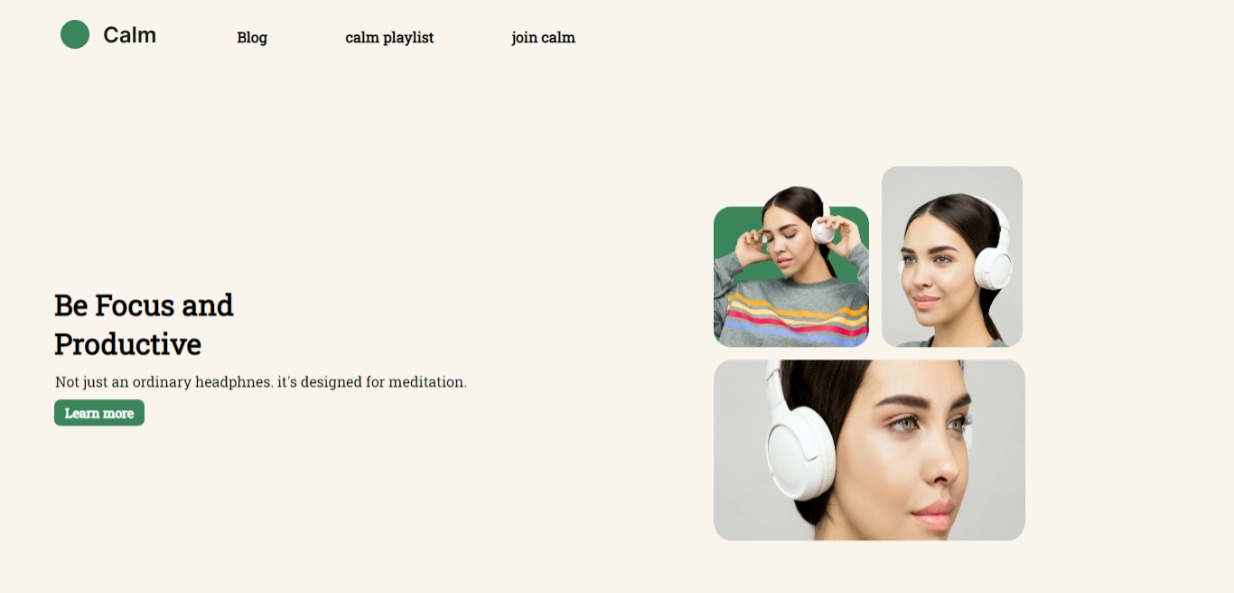 Calm Blog calm playlist join calm
Be Focus and
Productive
Not just an ordinary headphnes. it's designed for meditation.
Learn more